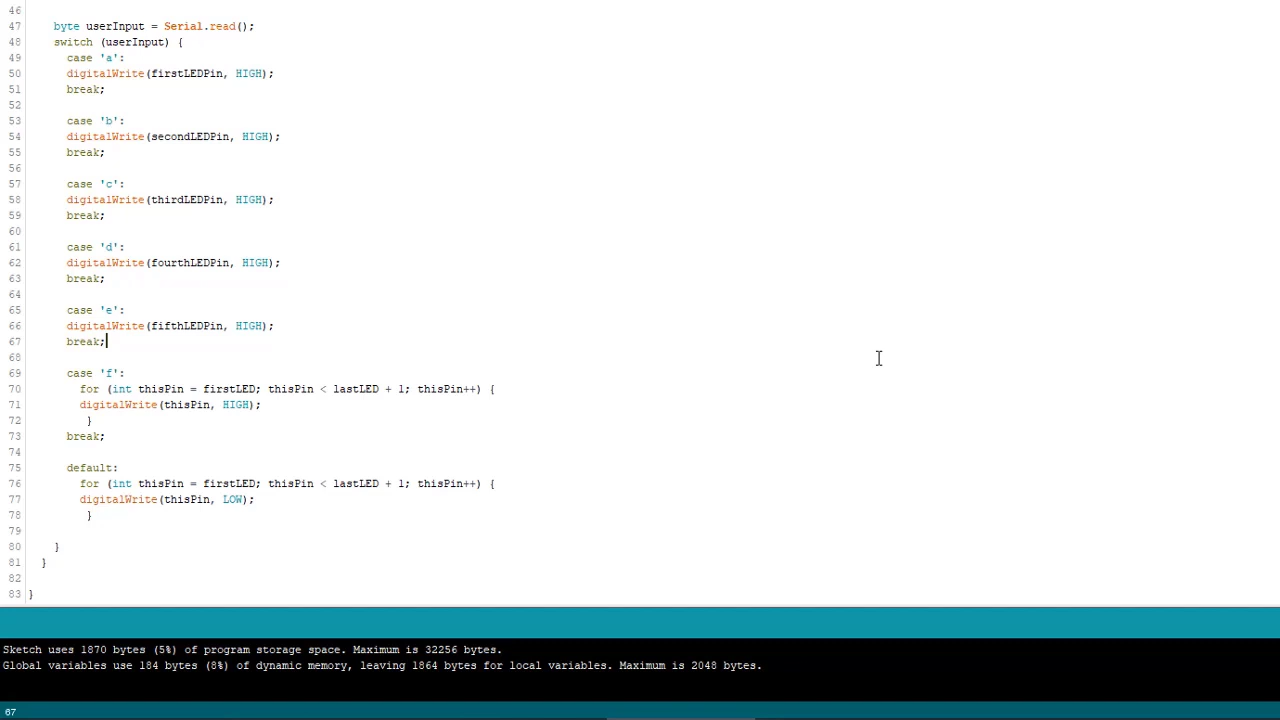 46
47 byte userInput = Serial.read();
48 switch (userInput) {
49 case 'a':
50 digitalWrite(firstLEDPin, HIGH);
51 break;
52
53 case 'b':
54 digitalWrite(secondLEDPin, HIGH);
55 break;
56
57 case 'c':
58 digitalWrite(thirdLEDPin, HIGH);
59 break;
60
61 case 'd':
62 digitalWrite(fourthLEDPin, HIGH);
63 break;
64
65 case 'e':
66 digitalWrite(fifthLEDPin, HIGH);
67 break;
68
69 case 'f':
70 for (int thisPin = firstLED; thisPin < lastLED + 1; thisPin++) {
71 digitalWrite(thisPin, HIGH);
72 }
73 break;
74
75 default:
76 for (int thisPin = firstLED; thisPin < lastLED + 1; thisPin++) {
77 digitalWrite(thisPin, LOW);
78 }
79
80 }
81 }
82
83 }
Sketch uses 1870 bytes (5%) of program storage space. Maximum is 32256 bytes.
Global variables use 184 bytes (8%) of dynamic memory, leaving 1864 bytes for local variables. Maximum is 2048 bytes.
67